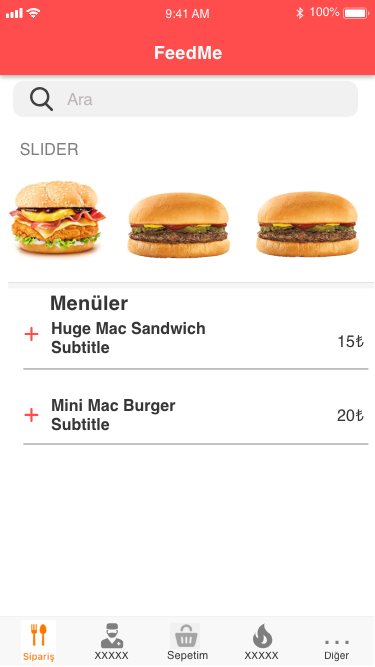 9:41 AM
100%
FeedMe
Ara
SLIDER
Menüler
Huge Mac Sandwich
Subtitle
15₺
Mini Mac Burger
Subtitle
20₺
Sipariş
XXXXX
Sepetim
XXXXX
Diğer